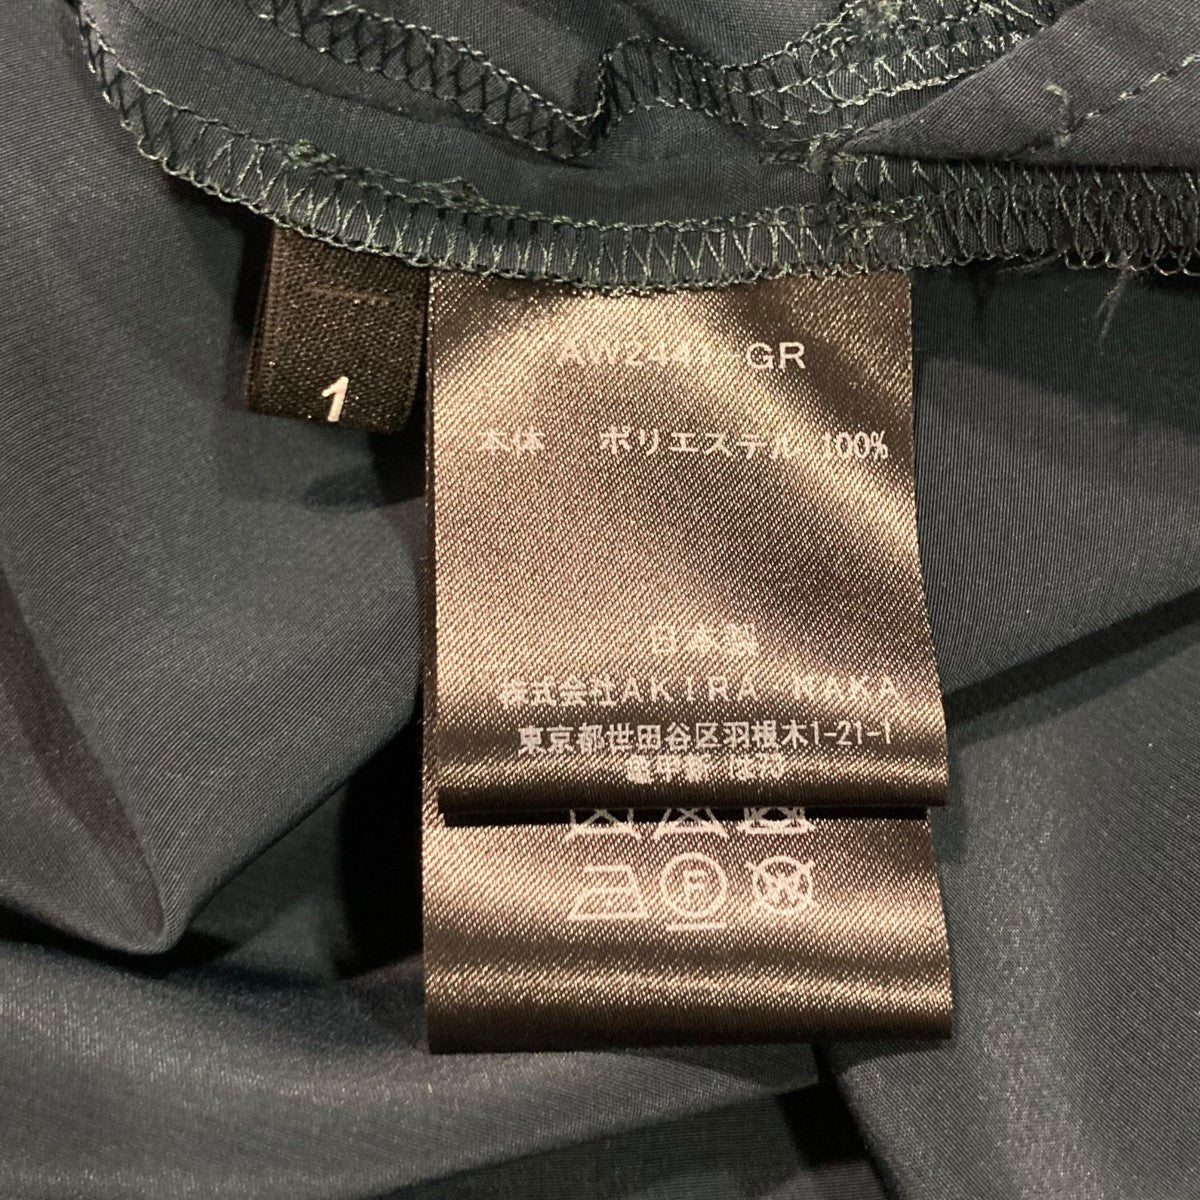 1
AW2441-GR
本体 ポリエステル 100%
日本製
株式会社AKIRA NAKA
東京都世田谷区羽根木1-21-1
F
W